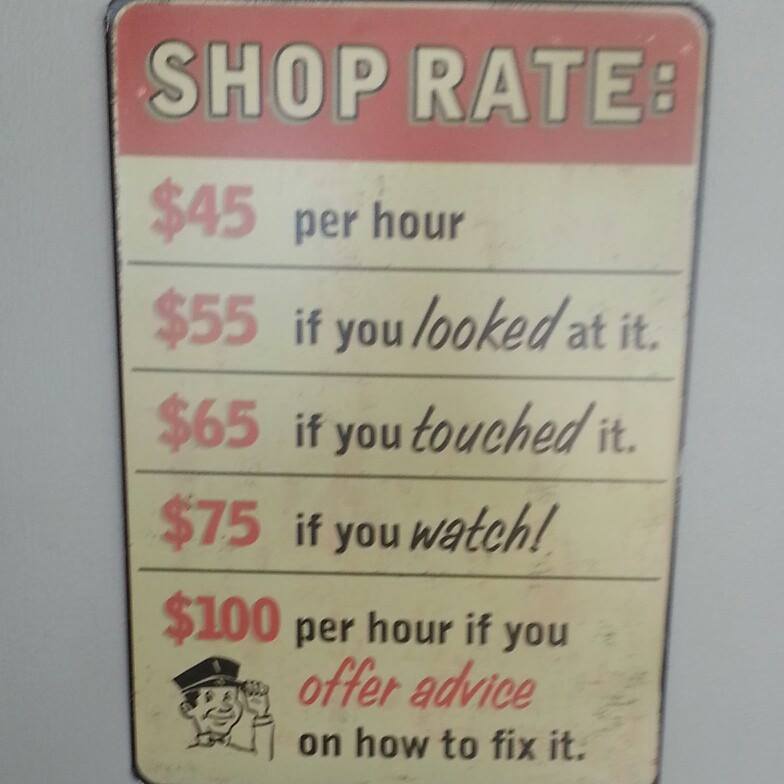 SHOP RATE:
$45 per hour
$55 if you looked at it.
$65 if you touched it.
$75 if you watch!
$100 per hour if you
offer advice
on how to fix it.